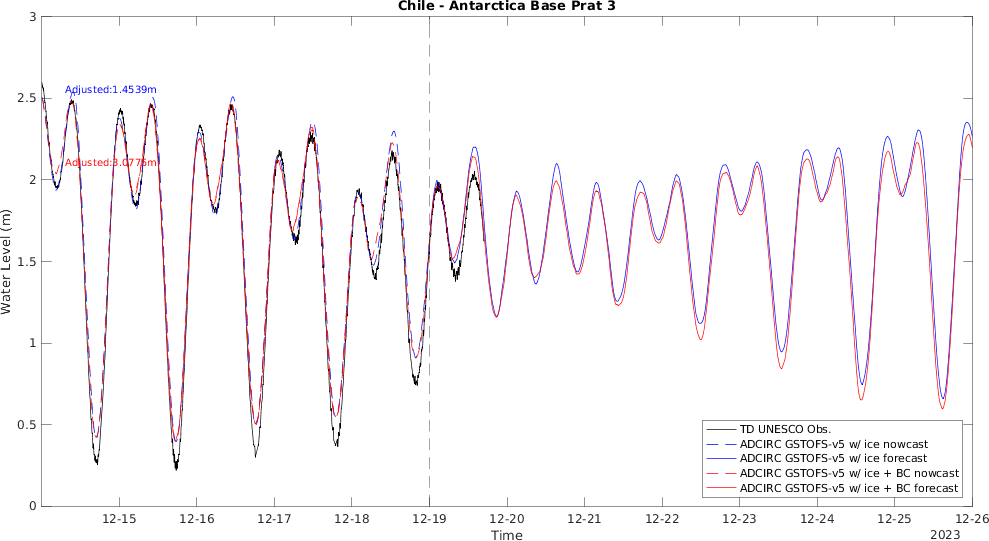 Chile - Antarctica Base Prat 3
3
2.5
2
1.5
1
0.5
0
Water Level (m)
Adjusted:1.4539m
Adjusted:3.0775m
TD UNESCO Obs.
ADCIRC GSTOFS-v5 w/ ice nowcast
ADCIRC GSTOFS-v5 w/ ice forecast
ADCIRC GSTOFS-v5 w/ ice + BC nowcast
ADCIRC GSTOFS-v5 w/ ice + BC forecast
12-15 12-16 12-17 12-18 12-19 12-20 12-21 12-22 12-23 12-24 12-25 12-26
Time
2023